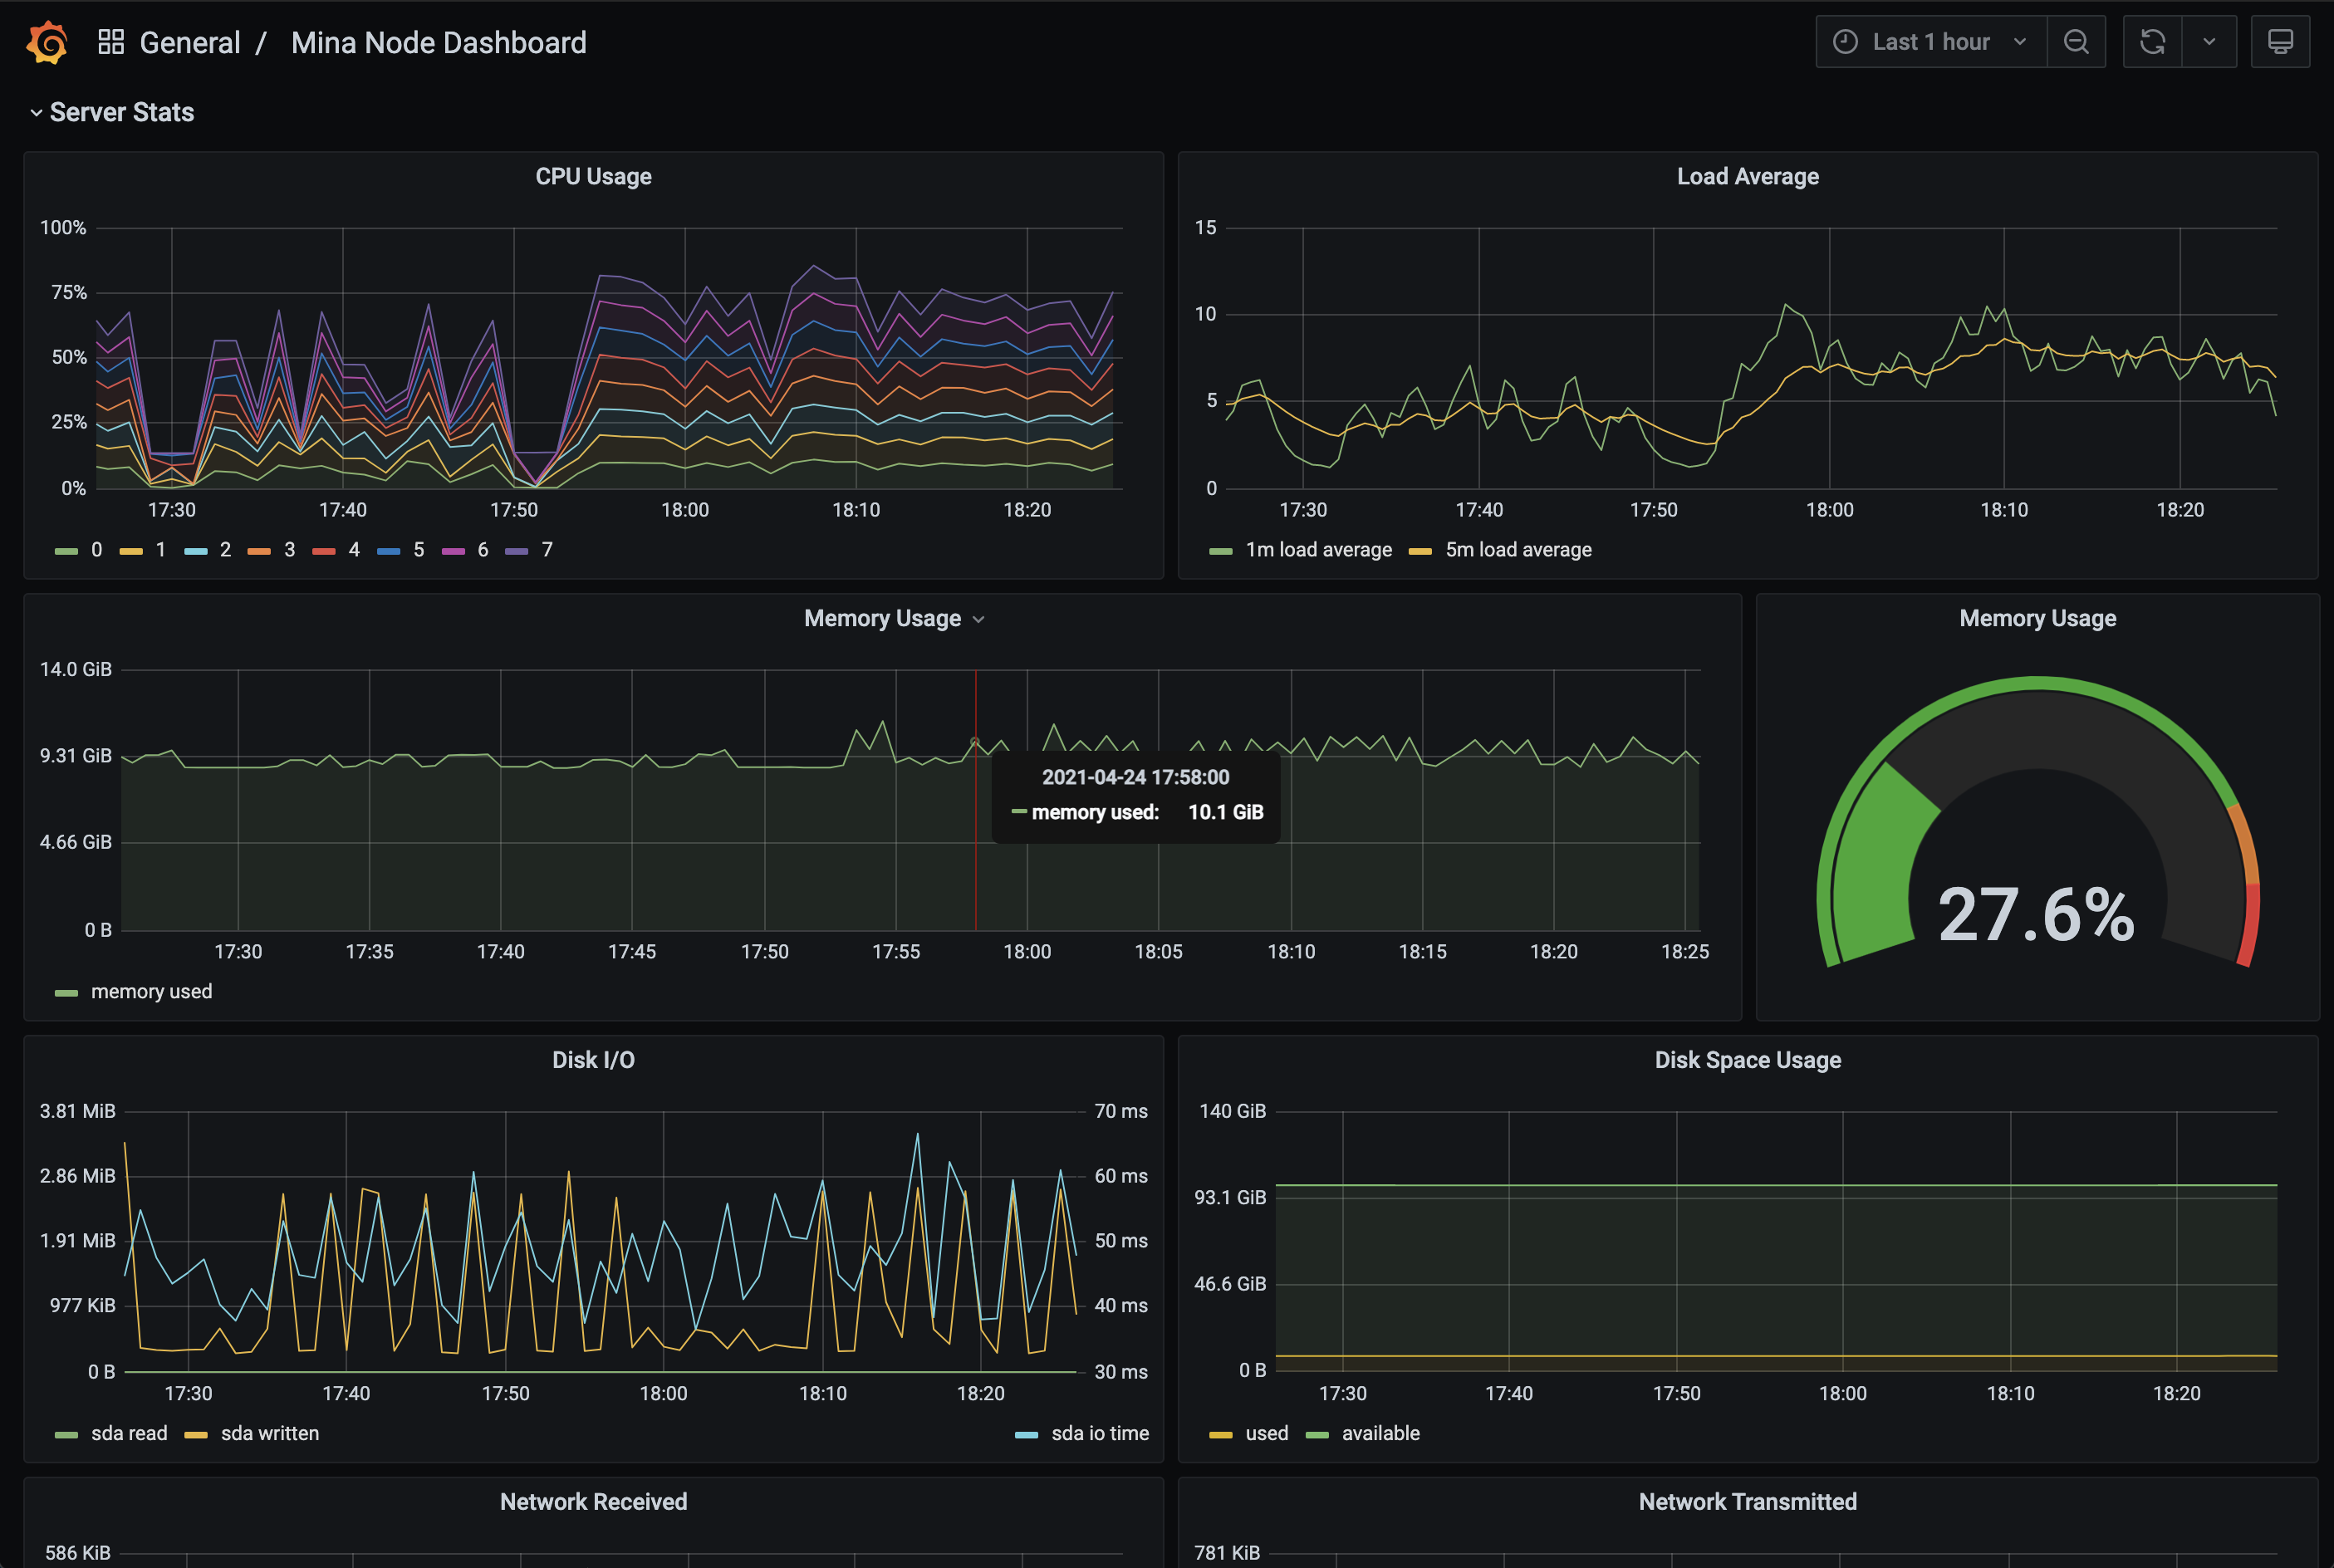 General / Mina Node Dashboard
Last 1 hour
Server Stats
CPU Usage
100%
75%
50%
25%
0%
17:30 17:40 17:50 18:00 18:10 18:20
0 1 2 3 4 5 6 7
Load Average
15
10
5
0
17:30 17:40 17:50 18:00 18:10 18:20
1m load average 5m load average
Memory Usage
14.0 GiB
9.31 GiB
4.66 GiB
0 B
17:30 17:35 17:40 17:45 17:50 17:55 18:00 18:05 18:10 18:15 18:20 18:25
2021-04-24 17:58:00
memory used: 10.1 GiB
memory used
Memory Usage
27.6%
Disk I/O
3.81 MiB
2.86 MiB
1.91 MiB
977 KiB
0 B
70 ms
60 ms
50 ms
40 ms
30 ms
17:30 17:40 17:50 18:00 18:10 18:20
sda read sda written sda io time
Disk Space Usage
140 GiB
93.1 GiB
46.6 GiB
0 B
17:30 17:40 17:50 18:00 18:10 18:20
used available
Network Received
586 KiB
Network Transmitted
781 KiB